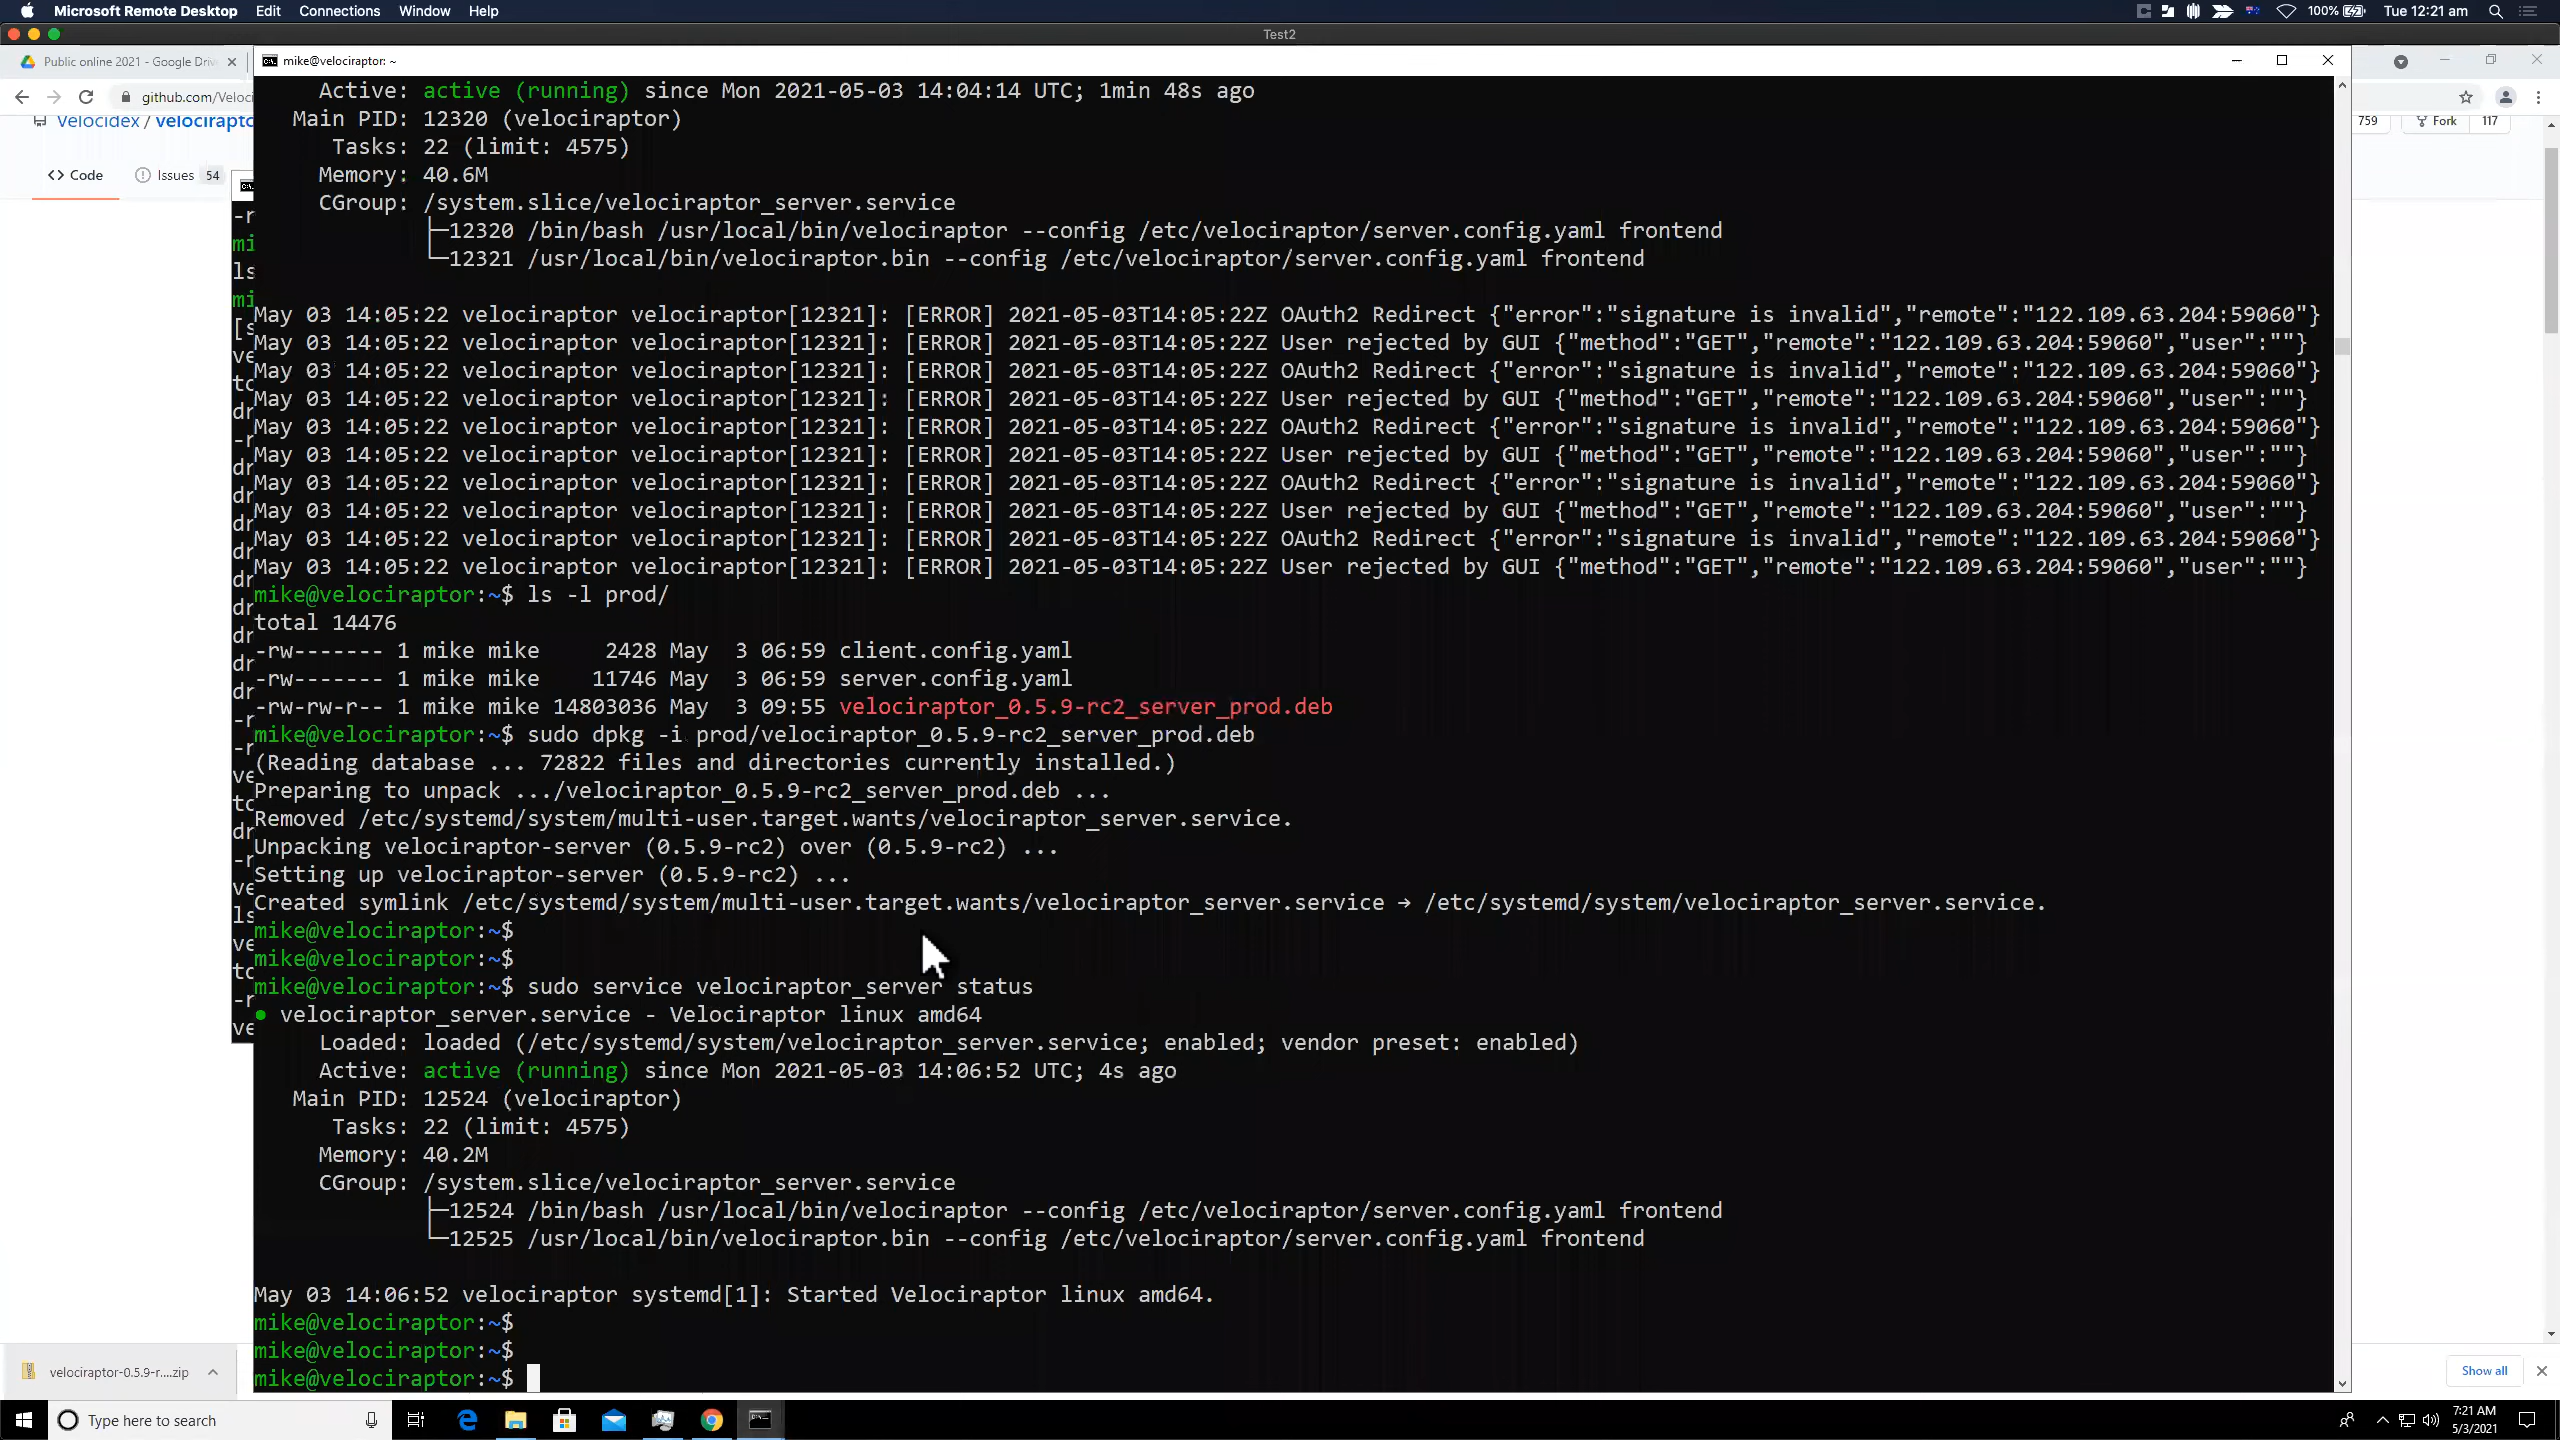 Microsoft Remote Desktop Edit Connections Window Help 100% Tue 12:21 am
Test2
Public online 2021 - Google Driv
mike@velociraptor: ~
github.com/Veloci
Velocidex / velocirapto
759 Fork 117
Code Issues 54
Active: active (running) since Mon 2021-05-03 14:04:14 UTC; 1min 48s ago
Main PID: 12320 (velociraptor)
Tasks: 22 (limit: 4575)
Memory: 40.6M
CGroup: /system.slice/velociraptor_server.service
├─12320 /bin/bash /usr/local/bin/velociraptor --config /etc/velociraptor/server.config.yaml frontend
└─12321 /usr/local/bin/velociraptor.bin --config /etc/velociraptor/server.config.yaml frontend
May 03 14:05:22 velociraptor velociraptor[12321]: [ERROR] 2021-05-03T14:05:22Z OAuth2 Redirect {"error":"signature is invalid","remote":"122.109.63.204:59060"}
May 03 14:05:22 velociraptor velociraptor[12321]: [ERROR] 2021-05-03T14:05:22Z User rejected by GUI {"method":"GET","remote":"122.109.63.204:59060","user":""}
May 03 14:05:22 velociraptor velociraptor[12321]: [ERROR] 2021-05-03T14:05:22Z OAuth2 Redirect {"error":"signature is invalid","remote":"122.109.63.204:59060"}
May 03 14:05:22 velociraptor velociraptor[12321]: [ERROR] 2021-05-03T14:05:22Z User rejected by GUI {"method":"GET","remote":"122.109.63.204:59060","user":""}
May 03 14:05:22 velociraptor velociraptor[12321]: [ERROR] 2021-05-03T14:05:22Z OAuth2 Redirect {"error":"signature is invalid","remote":"122.109.63.204:59060"}
May 03 14:05:22 velociraptor velociraptor[12321]: [ERROR] 2021-05-03T14:05:22Z User rejected by GUI {"method":"GET","remote":"122.109.63.204:59060","user":""}
May 03 14:05:22 velociraptor velociraptor[12321]: [ERROR] 2021-05-03T14:05:22Z OAuth2 Redirect {"error":"signature is invalid","remote":"122.109.63.204:59060"}
May 03 14:05:22 velociraptor velociraptor[12321]: [ERROR] 2021-05-03T14:05:22Z User rejected by GUI {"method":"GET","remote":"122.109.63.204:59060","user":""}
May 03 14:05:22 velociraptor velociraptor[12321]: [ERROR] 2021-05-03T14:05:22Z OAuth2 Redirect {"error":"signature is invalid","remote":"122.109.63.204:59060"}
May 03 14:05:22 velociraptor velociraptor[12321]: [ERROR] 2021-05-03T14:05:22Z User rejected by GUI {"method":"GET","remote":"122.109.63.204:59060","user":""}
mike@velociraptor:~$ ls -l prod/
total 14476
-rw------- 1 mike mike 2428 May 3 06:59 client.config.yaml
-rw------- 1 mike mike 11746 May 3 06:59 server.config.yaml
-rw-rw-r-- 1 mike mike 14803036 May 3 09:55 velociraptor_0.5.9-rc2_server_prod.deb
mike@velociraptor:~$ sudo dpkg -i prod/velociraptor_0.5.9-rc2_server_prod.deb
(Reading database ... 72822 files and directories currently installed.)
Preparing to unpack .../velociraptor_0.5.9-rc2_server_prod.deb ...
Removed /etc/systemd/system/multi-user.target.wants/velociraptor_server.service.
Unpacking velociraptor-server (0.5.9-rc2) over (0.5.9-rc2) ...
Setting up velociraptor-server (0.5.9-rc2) ...
Created symlink /etc/systemd/system/multi-user.target.wants/velociraptor_server.service → /etc/systemd/system/velociraptor_server.service.
mike@velociraptor:~$
mike@velociraptor:~$
mike@velociraptor:~$ sudo service velociraptor_server status
● velociraptor_server.service - Velociraptor linux amd64
Loaded: loaded (/etc/systemd/system/velociraptor_server.service; enabled; vendor preset: enabled)
Active: active (running) since Mon 2021-05-03 14:06:52 UTC; 4s ago
Main PID: 12524 (velociraptor)
Tasks: 22 (limit: 4575)
Memory: 40.2M
CGroup: /system.slice/velociraptor_server.service
├─12524 /bin/bash /usr/local/bin/velociraptor --config /etc/velociraptor/server.config.yaml frontend
└─12525 /usr/local/bin/velociraptor.bin --config /etc/velociraptor/server.config.yaml frontend
May 03 14:06:52 velociraptor systemd[1]: Started Velociraptor linux amd64.
mike@velociraptor:~$
mike@velociraptor:~$
mike@velociraptor:~$
velociraptor-0.5.9-r....zip Show all
Type here to search 7:21 AM
5/3/2021